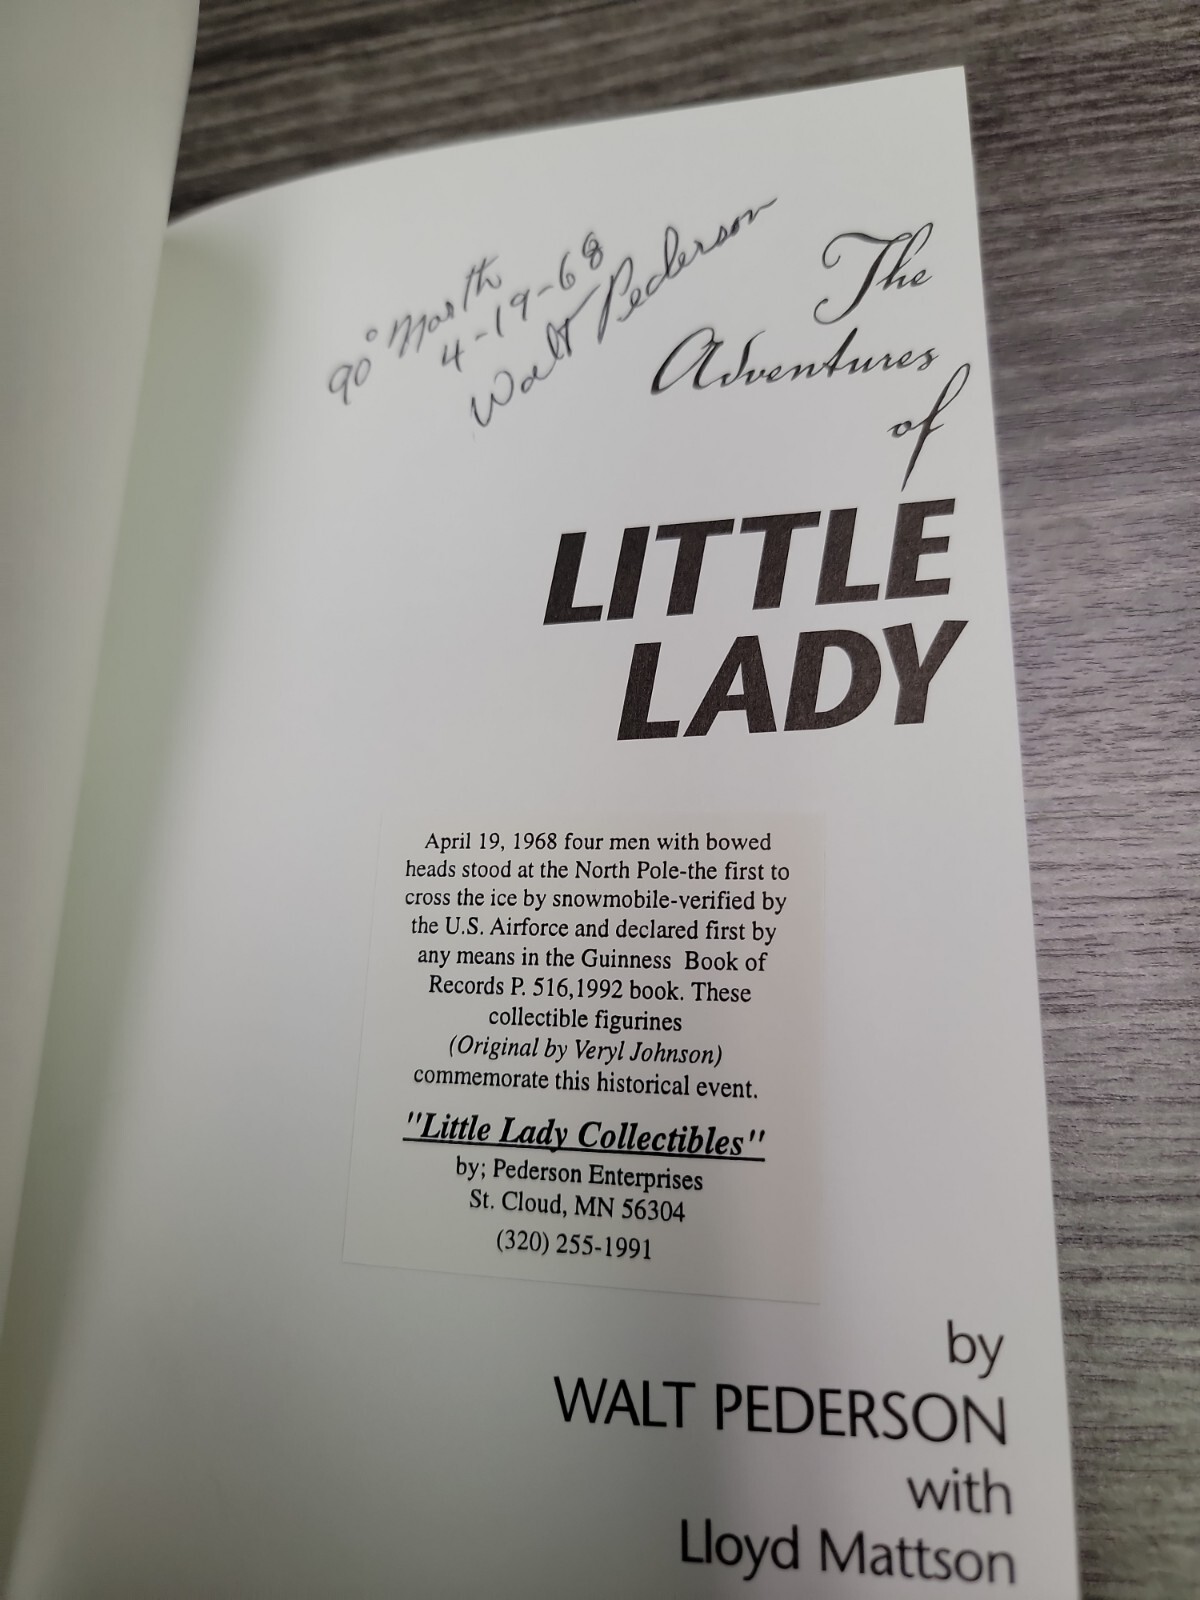 90° North
4-19-68
Walt Pederson
The
Adventures
of
LITTLE
LADY
April 19, 1968 four men with bowed
heads stood at the North Pole-the first to
cross the ice by snowmobile-verified by
the U.S. Airforce and declared first by
any means in the Guinness Book of
Records P. 516,1992 book. These
collectible figurines
(Original by Veryl Johnson)
commemorate this historical event.
"Little Lady Collectibles"
by; Pederson Enterprises
St. Cloud, MN 56304
(320) 255-1991
by
WALT PEDERSON
with
Lloyd Mattson